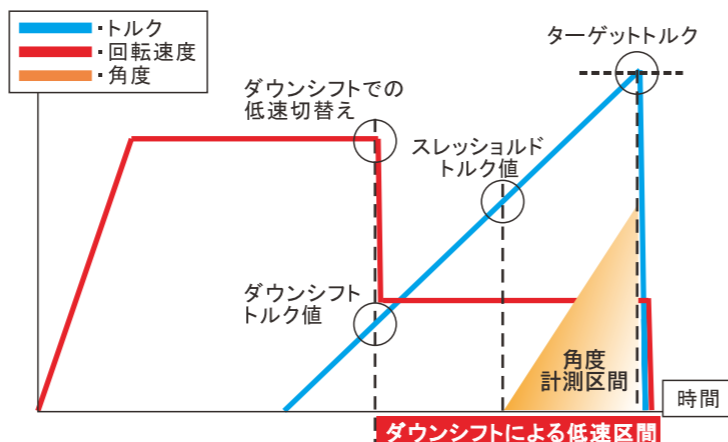 ・トルク
・回転速度
・角度
ターゲットトルク
ダウンシフトでの
低速切替え
スレッショルド
トルク値
ダウンシフト
トルク値
角度
計測区間
時間
ダウンシフトによる低速区間